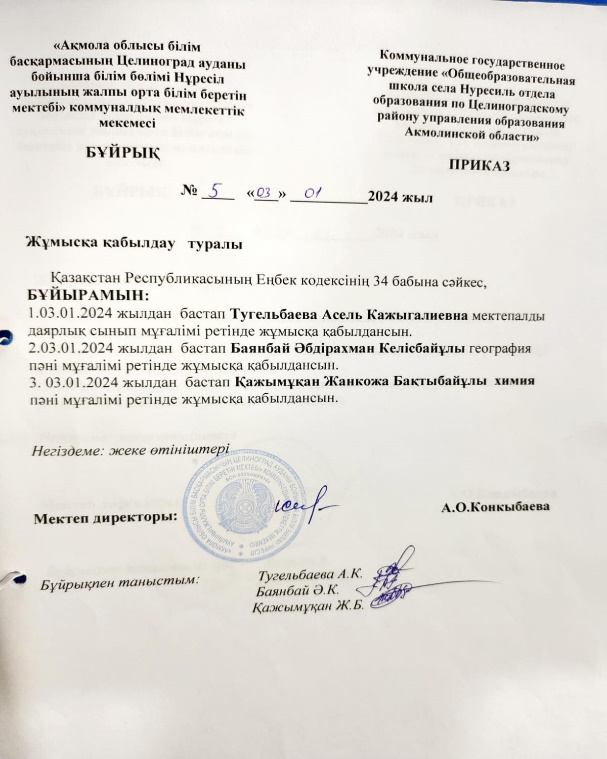 «Ақмола облысы білім
басқармасының Целиноград ауданы
бойынша білім бөлімі Нұресіл
ауылының жалпы орта білім беретін
мектебі» коммуналдық мемлекеттік
мекемесі
БҰЙРЫҚ
Коммунальное государственное
учреждение «Общеобразовательная
школа села Нуресиль отдела
образования по Целиноградскому
району управления образования
Акмолинской области»
ПРИКАЗ
№ 5 «03» 01 2024 жыл
Жұмысқа қабылдау туралы
Қазақстан Республикасының Еңбек кодексінің 34 бабына сәйкес,
БҰЙЫРАМЫН:
1.03.01.2024 жылдан бастап Тугельбаева Асель Кажыгалиевна мектепалды
даярлық сынып мұғалімі ретінде жұмысқа қабылдансын.
2.03.01.2024 жылдан бастап Баянбай Әбдірахман Келісбайұлы география
пәні мұғалімі ретінде жұмысқа қабылдансын.
3. 03.01.2024 жылдан бастап Қажымұқан Жанкожа Бақтыбайұлы химия
пәні мұғалімі ретінде жұмысқа қабылдансын.
Негіздеме: жеке өтініштері
Мектеп директоры: А.О.Конкыбаева
Бұйрықпен таныстым: Тугельбаева А.К.
Баянбай Ә.К.
Қажымұқан Ж.Б.